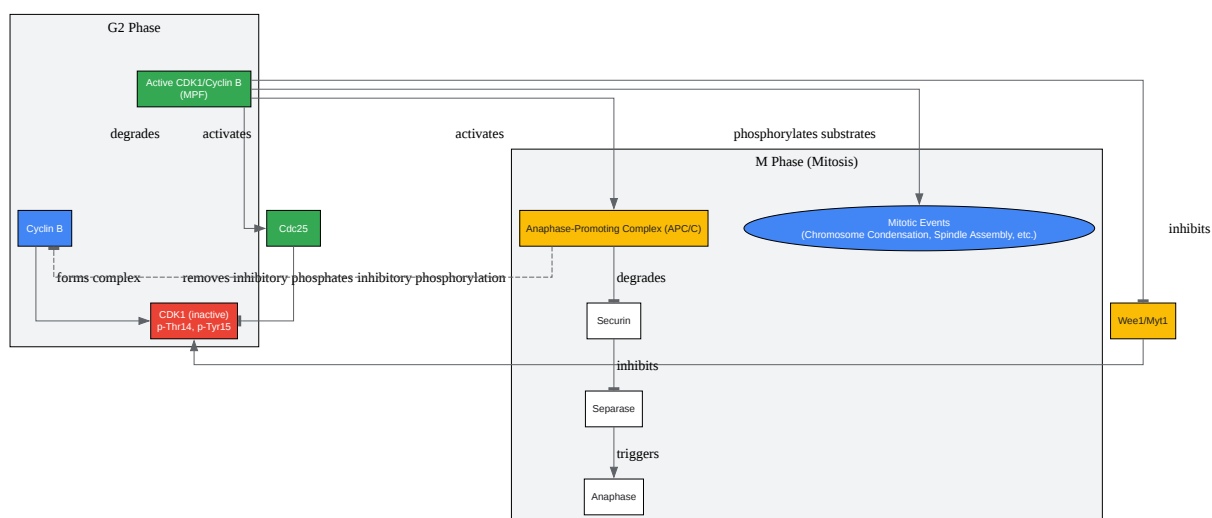 G2 Phase
Active CDK1/Cyclin B
(MPF)
degrades
activates
activates
phosphorylates substrates
M Phase (Mitosis)
Cyclin B
Cdc25
Anaphase-Promoting Complex (APC/C)
Mitotic Events
(Chromosome Condensation, Spindle Assembly, etc.)
inhibits
forms complex
removes inhibitory phosphates
inhibitory phosphorylation
degrades
CDK1 (inactive)
p-Thr14, p-Tyr15
Securin
Wee1/Myt1
inhibits
Separase
triggers
Anaphase